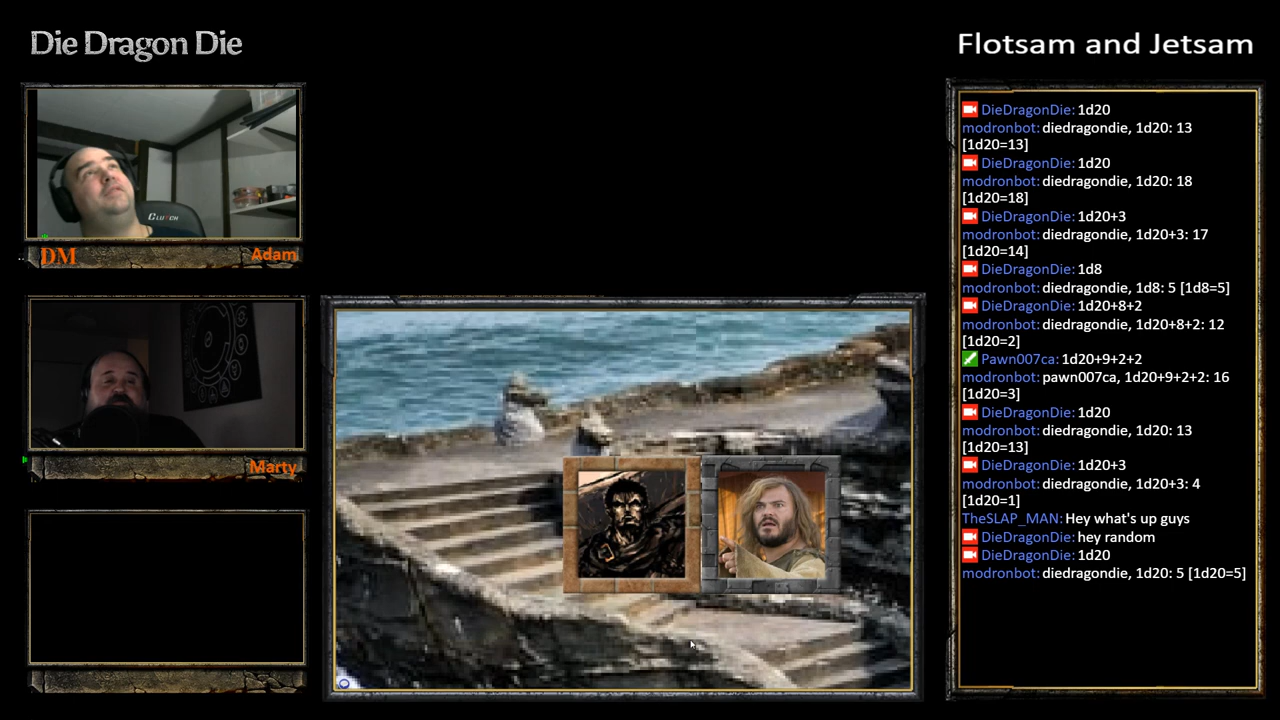 Die Dragon Die
Flotsam and Jetsam
CLUTCH
DM
Adam
Marty
DieDragonDie: 1d20
modronbot: diedragondie, 1d20: 13
[1d20=13]
DieDragonDie: 1d20
modronbot: diedragondie, 1d20: 18
[1d20=18]
DieDragonDie: 1d20+3
modronbot: diedragondie, 1d20+3: 17
[1d20=14]
DieDragonDie: 1d8
modronbot: diedragondie, 1d8: 5 [1d8=5]
DieDragonDie: 1d20+8+2
modronbot: diedragondie, 1d20+8+2: 12
[1d20=2]
Pawn007ca: 1d20+9+2+2
modronbot: pawn007ca, 1d20+9+2+2: 16
[1d20=3]
DieDragonDie: 1d20
modronbot: diedragondie, 1d20: 13
[1d20=13]
DieDragonDie: 1d20+3
modronbot: diedragondie, 1d20+3: 4
[1d20=1]
TheSLAP_MAN: Hey what's up guys
DieDragonDie: hey random
DieDragonDie: 1d20
modronbot: diedragondie, 1d20: 5 [1d20=5]